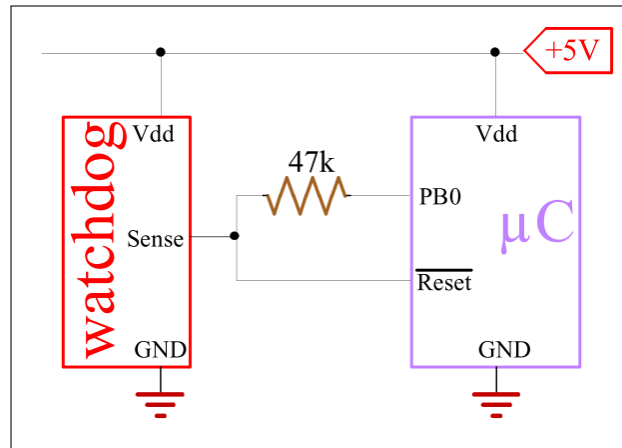 +5V
watchdog
Vdd
Sense
GND
47k
Vdd
PB0
μC
Reset
GND